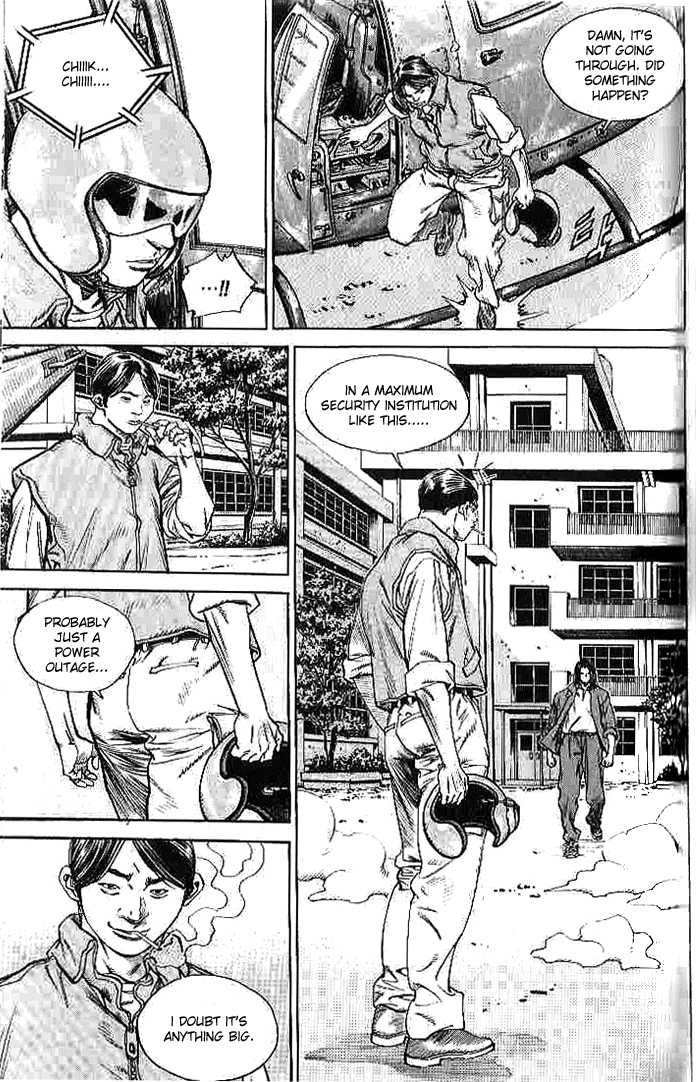 CHIIIK...
CHIIIII....
...!!
DAMN, IT'S
NOT GOING
THROUGH. DID
SOMETHING
HAPPEN?
IN A MAXIMUM
SECURITY INSTITUTION
LIKE THIS.....
PROBABLY
JUST A
POWER
OUTAGE...
I DOUBT IT'S
ANYTHING BIG.